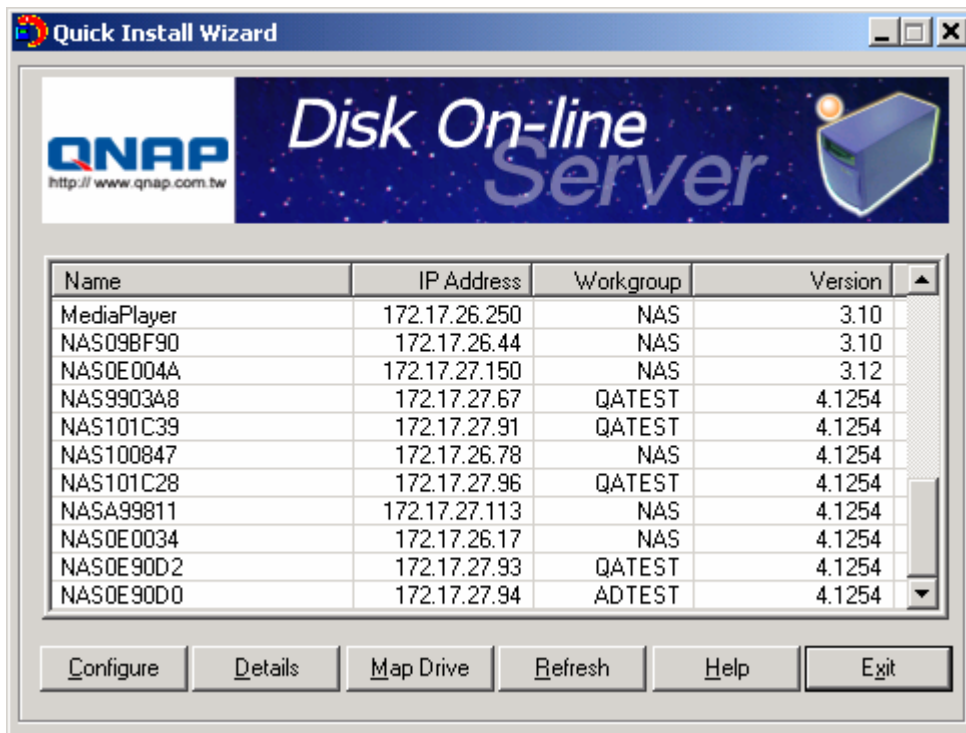 Quick Install Wizard
QNAP
http:// www.qnap.com.tw
Disk On-line
Server
Name IP Address Workgroup Version
MediaPlayer 172.17.26.250 NAS 3.10
NAS09BF90 172.17.26.44 NAS 3.10
NAS0E004A 172.17.27.150 NAS 3.12
NAS9903A8 172.17.27.67 QATEST 4.1254
NAS101C39 172.17.27.91 QATEST 4.1254
NAS100847 172.17.26.78 NAS 4.1254
NAS101C28 172.17.27.96 QATEST 4.1254
NASA99811 172.17.27.113 NAS 4.1254
NAS0E0034 172.17.26.17 NAS 4.1254
NAS0E90D2 172.17.27.93 QATEST 4.1254
NAS0E90D0 172.17.27.94 ADTEST 4.1254
Configure Details Map Drive Refresh Help Exit